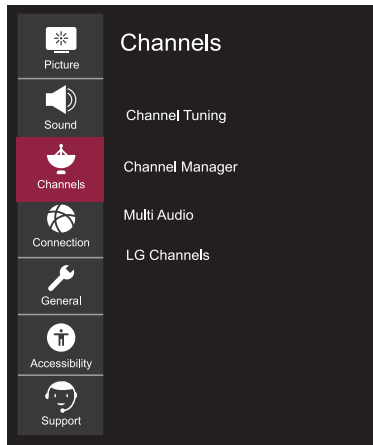 Channels
Picture
Sound
Channels
Connection
General
Accessibility
Support
Channel Tuning
Channel Manager
Multi Audio
LG Channels